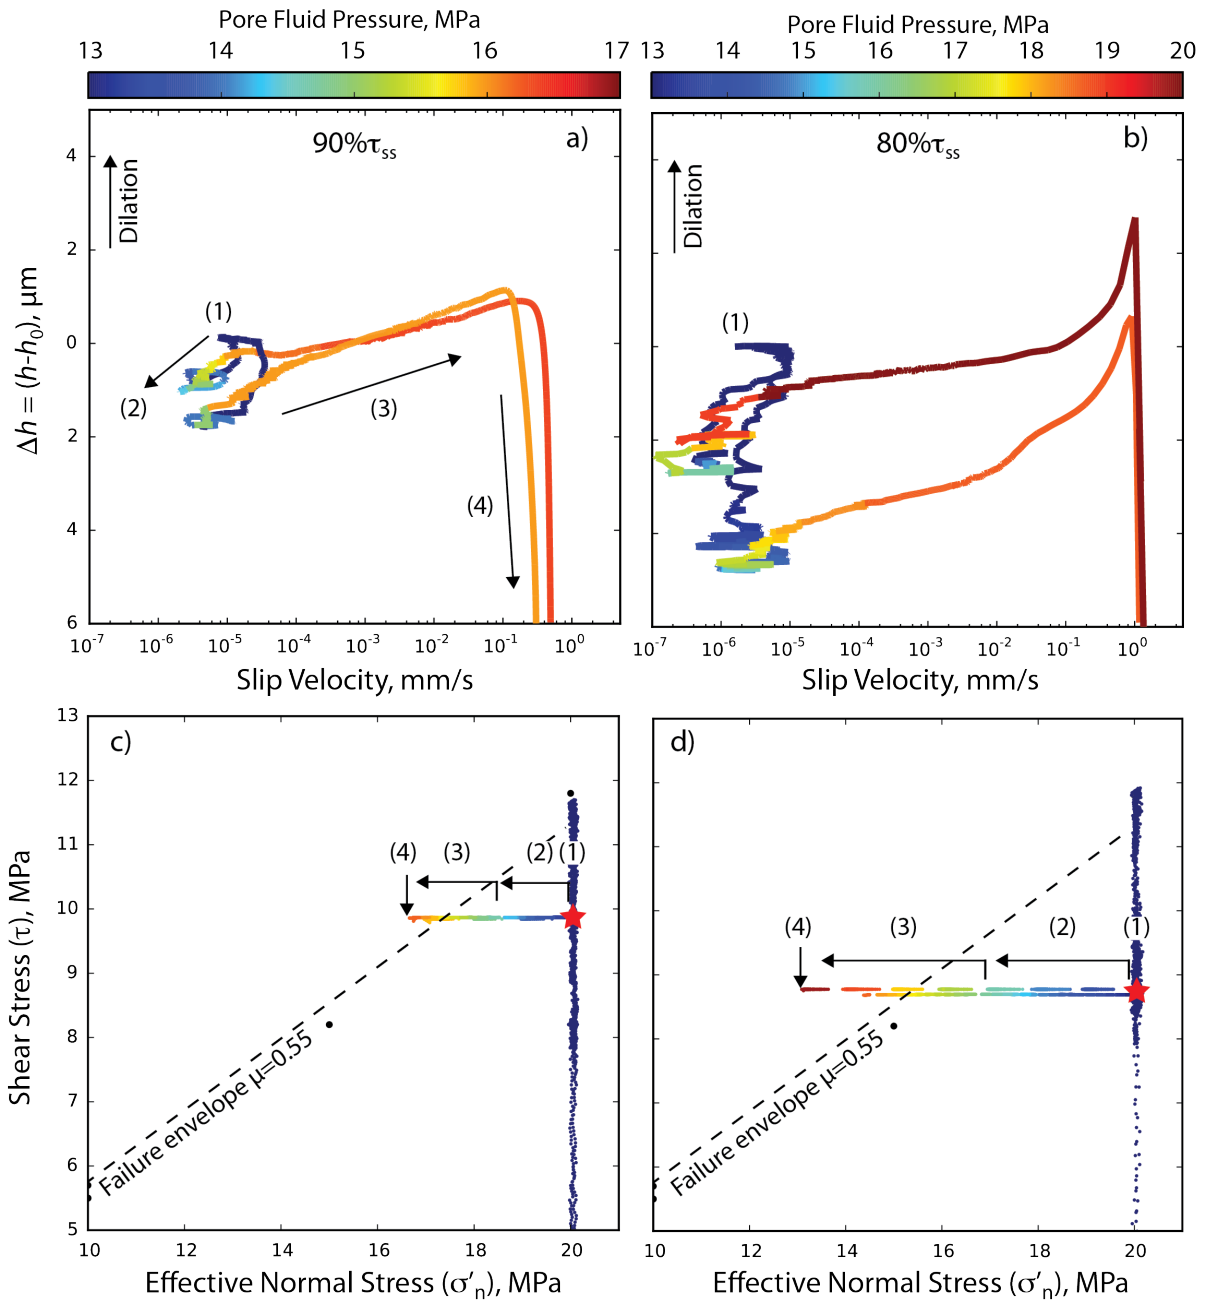 Pore Fluid Pressure, MPa
13 14 15 16 17
90%τss
a)
Dilation
(1)
(2)
(3)
(4)
4
2
0
2
4
6
Δh = (h-h0), μm
10-7 10-6 10-5 10-4 10-3 10-2 10-1 100
Slip Velocity, mm/s
Pore Fluid Pressure, MPa
13 14 15 16 17 18 19 20
80%τss
b)
Dilation
(1)
10-7 10-6 10-5 10-4 10-3 10-2 10-1 100
Slip Velocity, mm/s
c)
13
12
11
10
9
8
7
6
5
Shear Stress (τ), MPa
(4) (3) (2) (1)
Failure envelope μ=0.55
10 12 14 16 18 20
Effective Normal Stress (σ'n), MPa
d)
(4) (3) (2) (1)
Failure envelope μ=0.55
10 12 14 16 18 20
Effective Normal Stress (σ'n), MPa